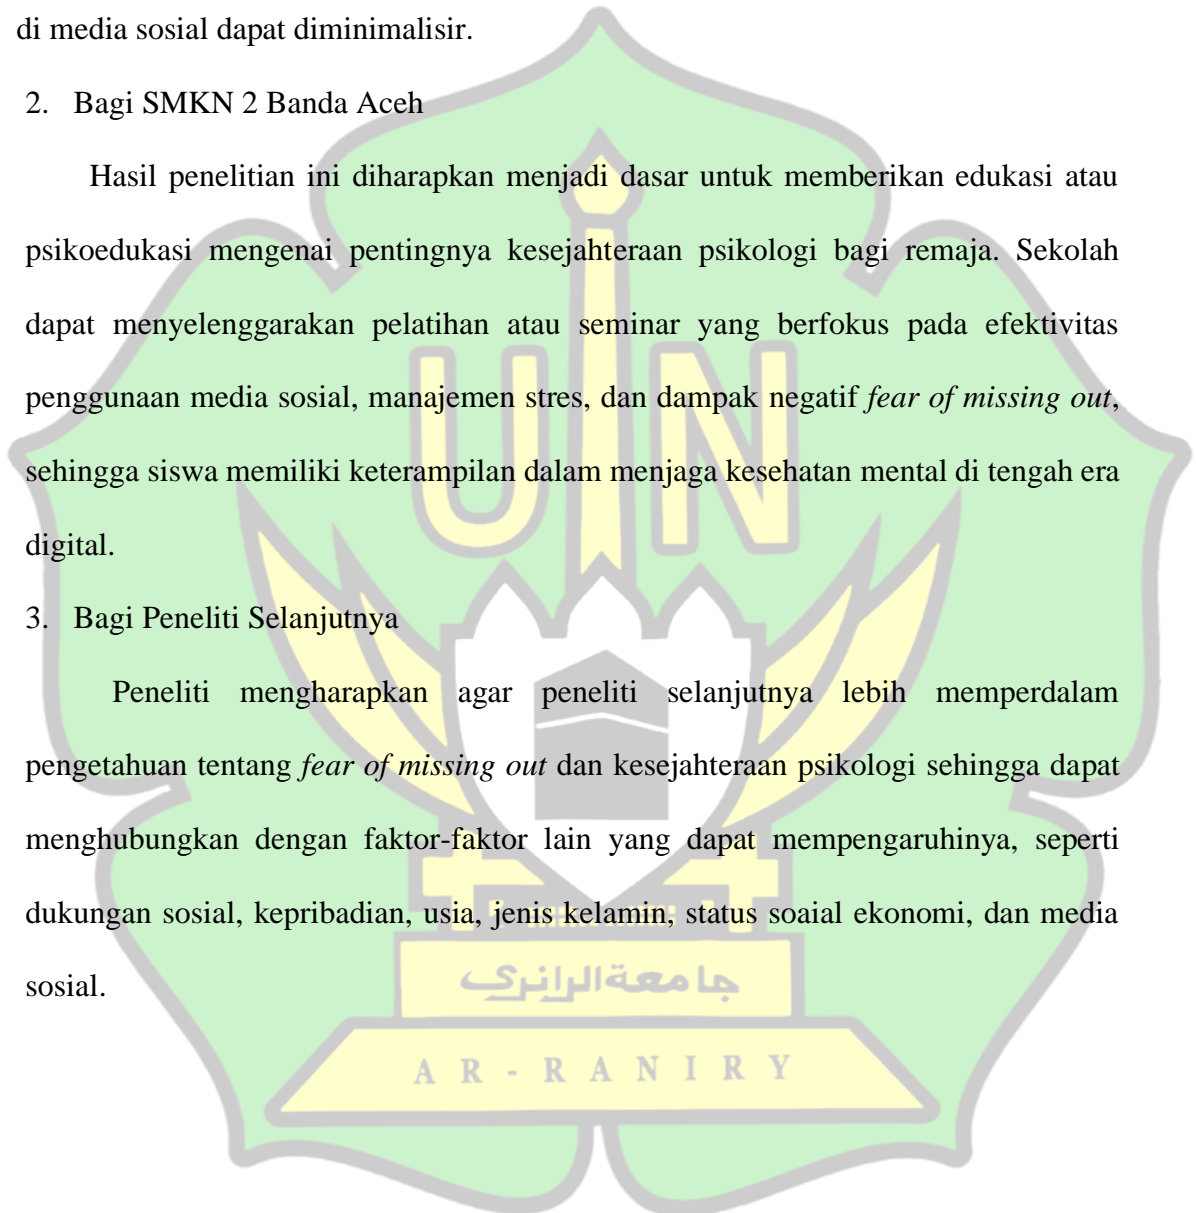 di media sosial dapat diminimalisir.
2. Bagi SMKN 2 Banda Aceh
Hasil penelitian ini diharapkan menjadi dasar untuk memberikan edukasi atau
psikoedukasi mengenai pentingnya kesejahteraan psikologi bagi remaja. Sekolah
dapat menyelenggarakan pelatihan atau seminar yang berfokus pada efektivitas
penggunaan media sosial, manajemen stres, dan dampak negatif fear of missing out,
sehingga siswa memiliki keterampilan dalam menjaga kesehatan mental di tengah era
digital.
3. Bagi Peneliti Selanjutnya
Peneliti mengharapkan agar peneliti selanjutnya lebih memperdalam
pengetahuan tentang fear of missing out dan kesejahteraan psikologi sehingga dapat
menghubungkan dengan faktor-faktor lain yang dapat mempengaruhinya, seperti
dukungan sosial, kepribadian, usia, jenis kelamin, status soaial ekonomi, dan media
sosial.
UIN
جامعة الرانري
AR-RANIRY